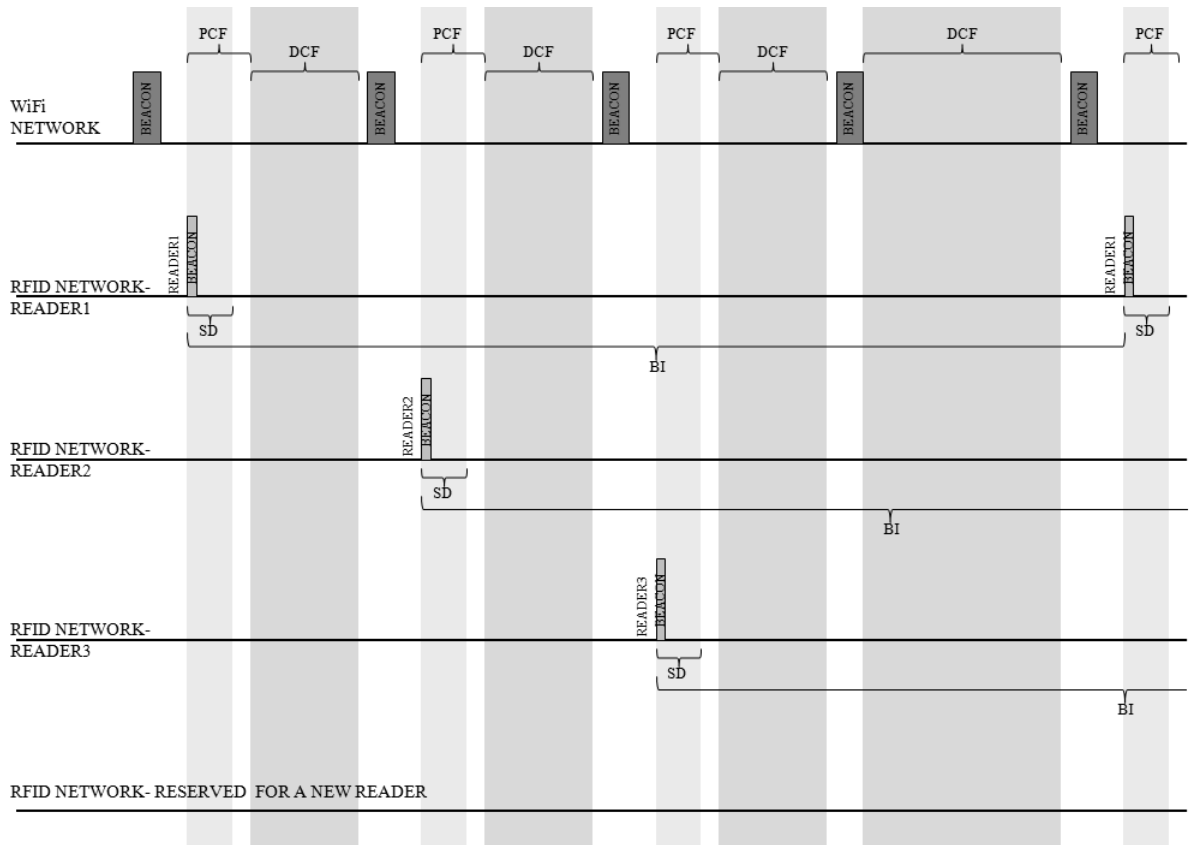 PCF
PCF
PCF
DCF
PCF
DCF
DCF
DCF
BEACON
BEACON
BEACON
BEACON
BEACON
WiFi
NETWORK
READER1
BEACON
READER1
BEACON
RFID NETWORK-
READER1
SD
SD
BI
READER2
BEACON
RFID NETWORK-
READER2
SD
BI
READER3
BEACON
RFID NETWORK-
READER3
SD
BI
RFID NETWORK- RESERVED FOR A NEW READER